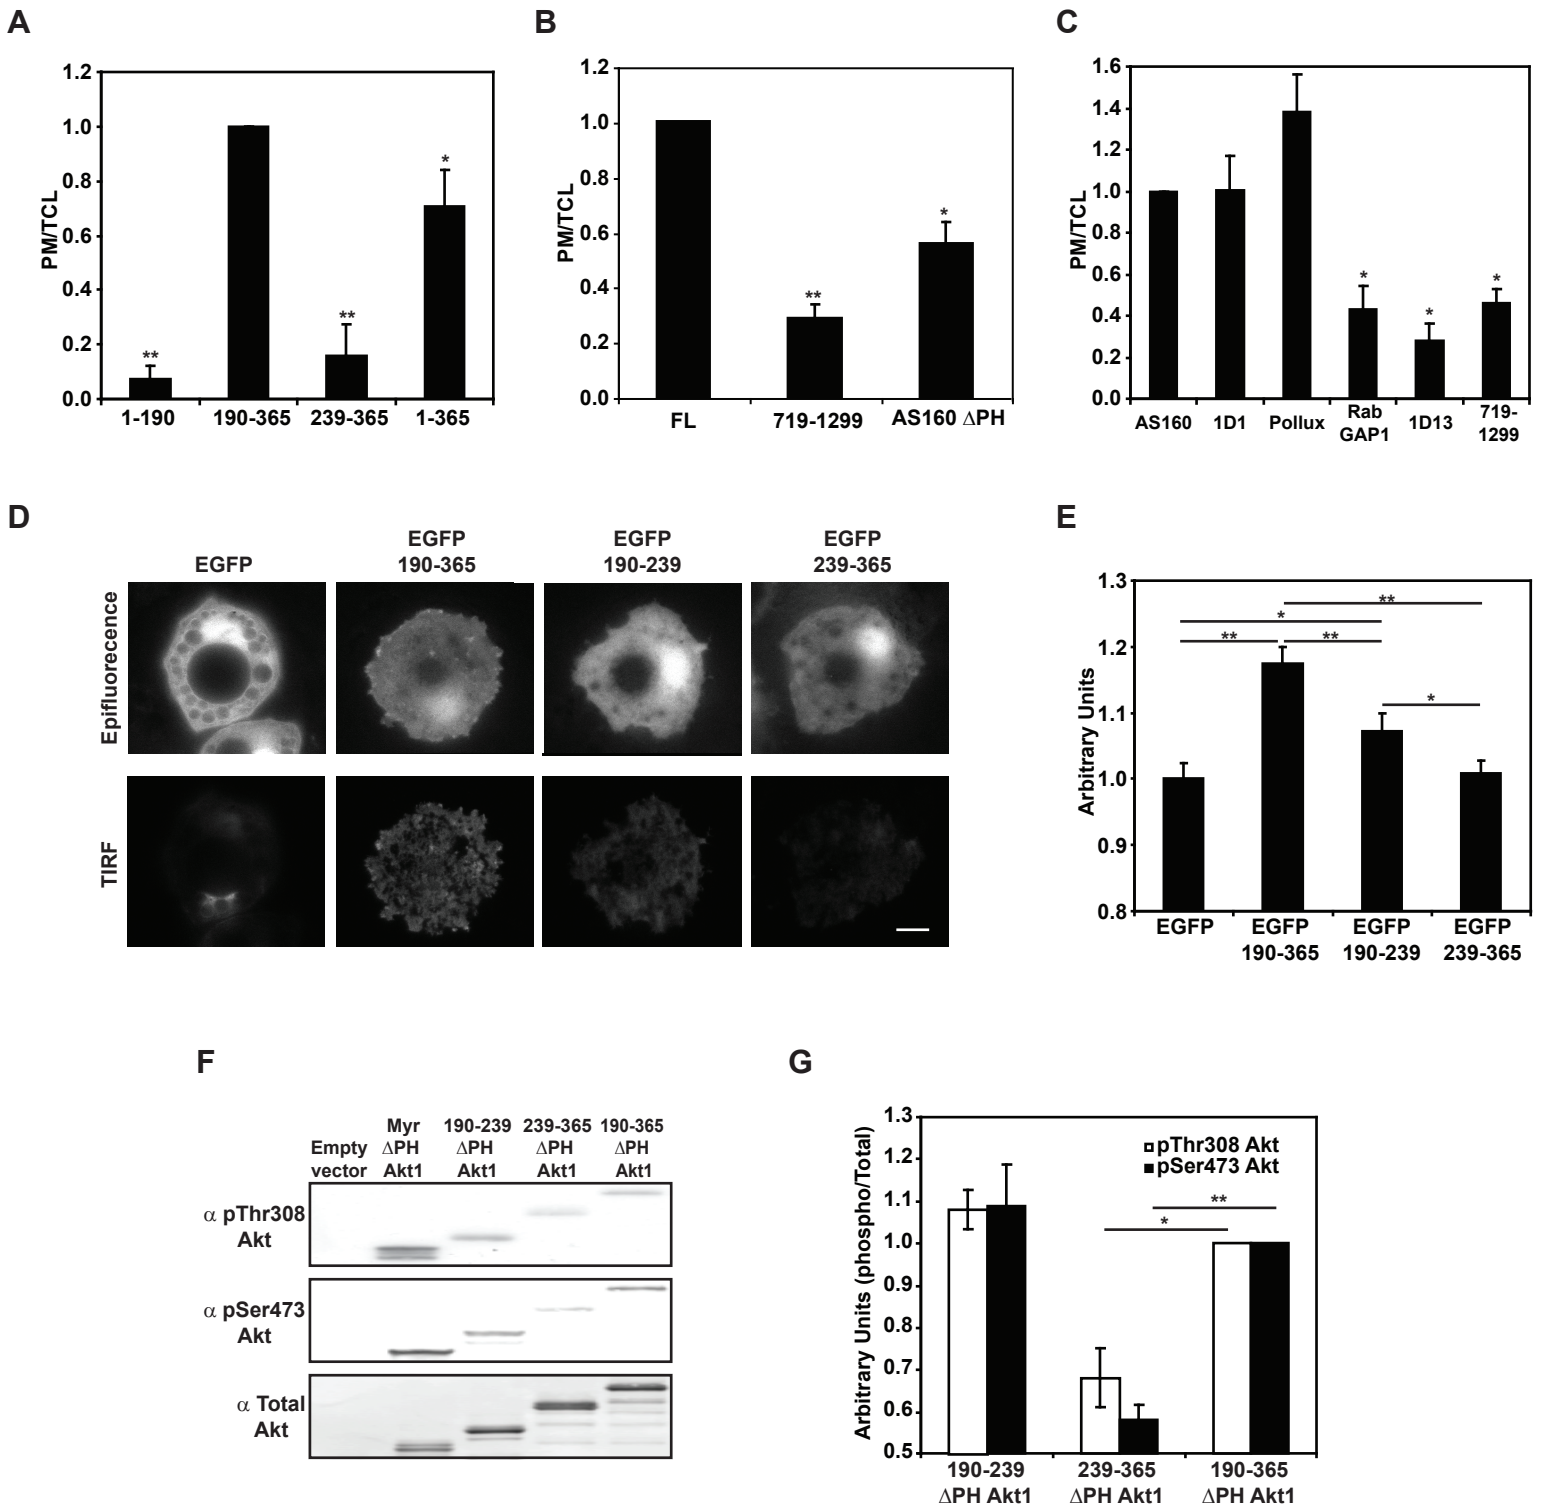 A
PM/TCL
1.2
1.0
0.8
0.6
0.4
0.2
0.0
**
**
*
1-190 190-365 239-365 1-365
B
PM/TCL
1.2
1.0
0.8
0.6
0.4
0.2
0.0
**
*
FL 719-1299 AS160 ΔPH
C
PM/TCL
1.6
1.4
1.2
1.0
0.8
0.6
0.4
0.2
0.0
*
*
*
AS160 1D1 Pollux Rab GAP1 1D13 719-1299
D
EGFP
EGFP 190-365
EGFP 190-239
EGFP 239-365
Epifluorecence
TIRF
E
Arbitrary Units
1.3
1.2
1.1
1.0
0.9
0.8
**
*
** **
*
EGFP EGFP EGFP EGFP
190-365 190-239 239-365
F
Myr 190-239 239-365 190-365
Empty ΔPH ΔPH ΔPH ΔPH
vector Akt1 Akt1 Akt1 Akt1
α pThr308
Akt
α pSer473
Akt
α Total
Akt
G
Arbitrary Units (phospho/Total)
1.3
1.2
1.1
1.0
0.9
0.8
0.7
0.6
0.5
pThr308 Akt
pSer473 Akt
**
*
190-239 239-365 190-365
ΔPH Akt1 ΔPH Akt1 ΔPH Akt1